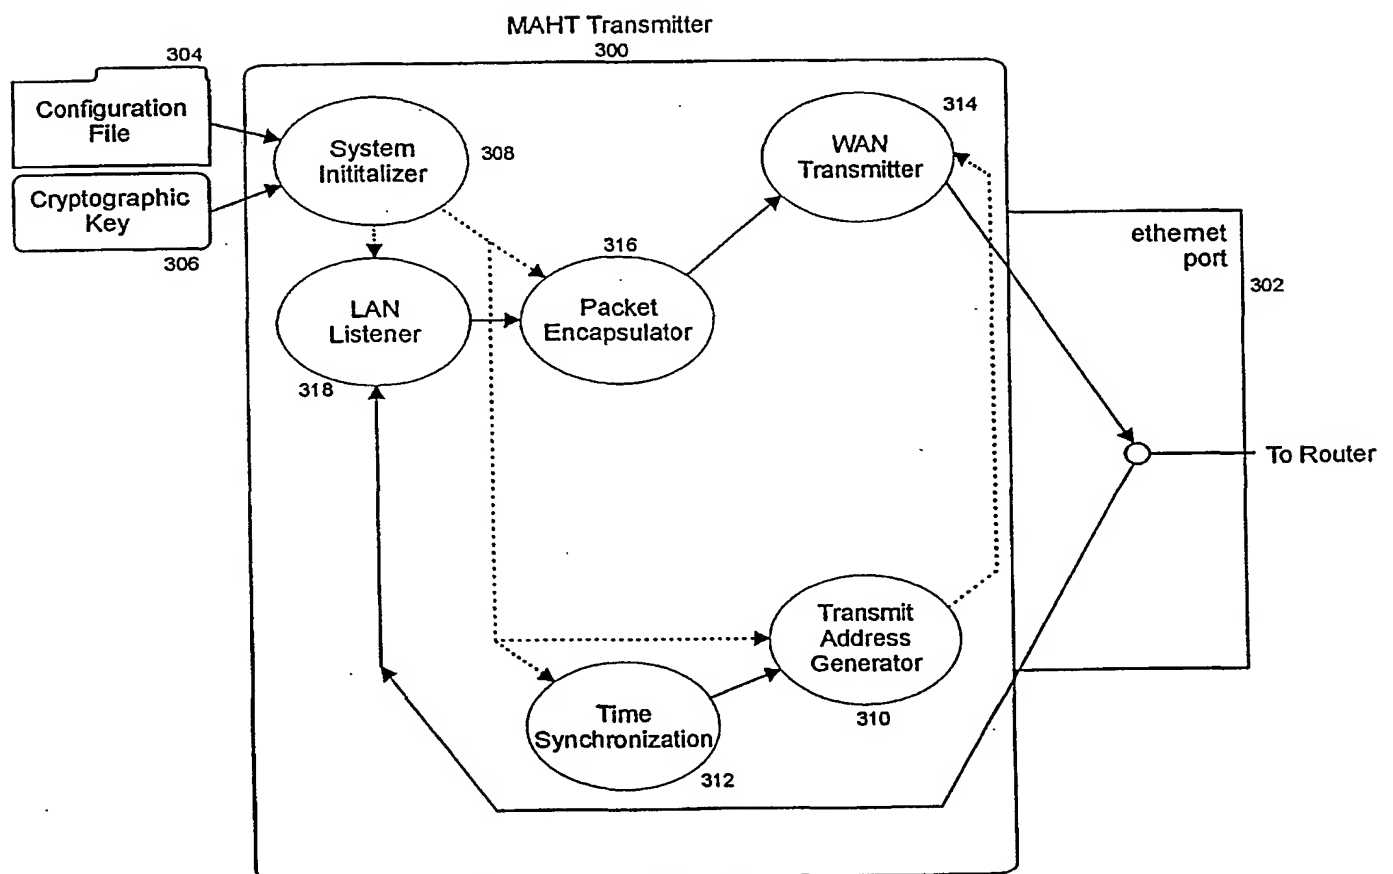 MAHT Transmitter
300
304
Configuration
File
Cryptographic
Key
306
System
Inititalizer
308
WAN
Transmitter
314
ethernet
port
302
316
Packet
Encapsulator
LAN
Listener
318
To Router
Transmit
Address
Generator
310
Time
Synchronization
312